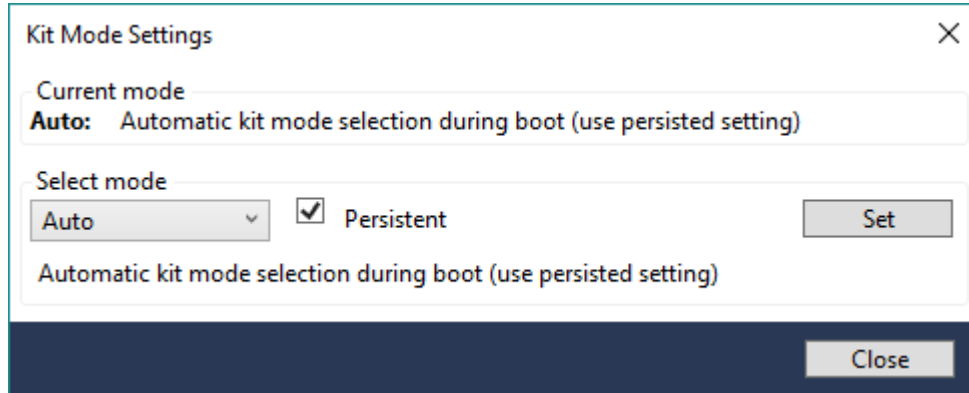 Kit Mode Settings
Current mode
Auto: Automatic kit mode selection during boot (use persisted setting)
Select mode
Auto Persistent Set
Automatic kit mode selection during boot (use persisted setting)
Close